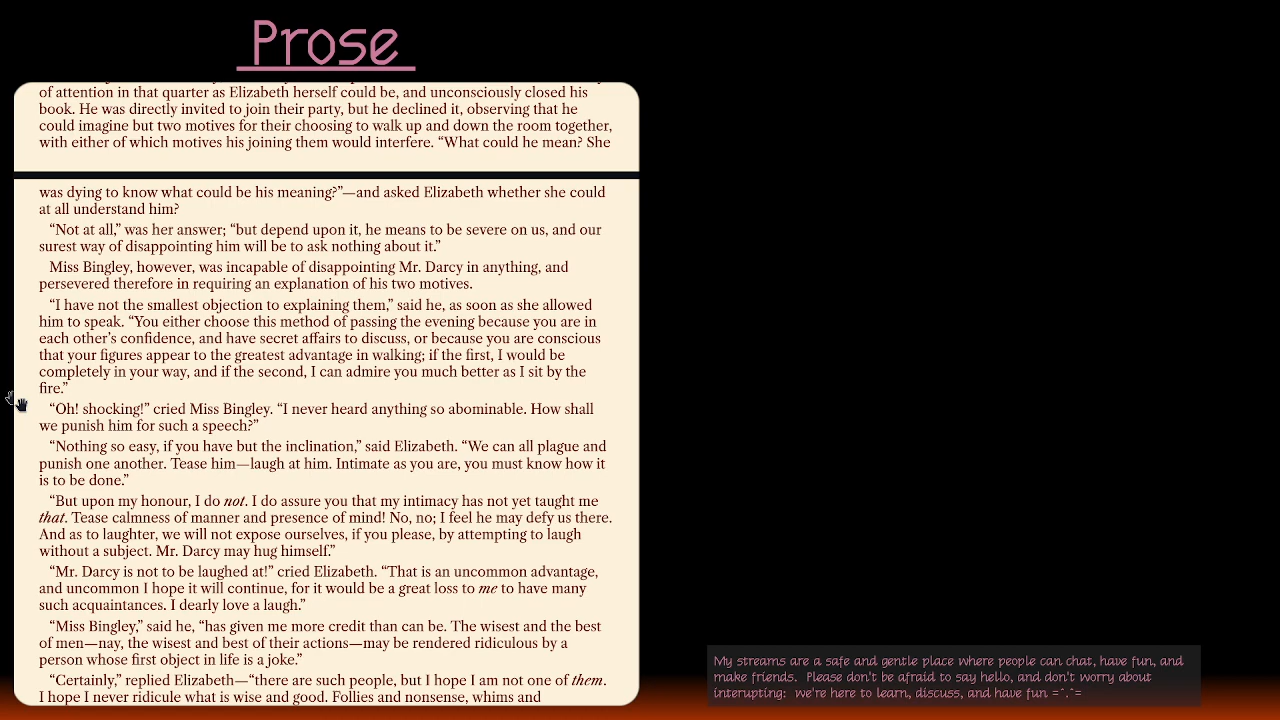 Prose
of attention in that quarter as Elizabeth herself could be, and unconsciously closed his
book. He was directly invited to join their party, but he declined it, observing that he
could imagine but two motives for their choosing to walk up and down the room together,
with either of which motives his joining them would interfere. “What could he mean? She
was dying to know what could be his meaning?”—and asked Elizabeth whether she could
at all understand him?
“Not at all,” was her answer; “but depend upon it, he means to be severe on us, and our
surest way of disappointing him will be to ask nothing about it.”
Miss Bingley, however, was incapable of disappointing Mr. Darcy in anything, and
persevered therefore in requiring an explanation of his two motives.
“I have not the smallest objection to explaining them,” said he, as soon as she allowed
him to speak. “You either choose this method of passing the evening because you are in
each other’s confidence, and have secret affairs to discuss, or because you are conscious
that your figures appear to the greatest advantage in walking; if the first, I would be
completely in your way, and if the second, I can admire you much better as I sit by the
fire.”
“Oh! shocking!” cried Miss Bingley. “I never heard anything so abominable. How shall
we punish him for such a speech?”
“Nothing so easy, if you have but the inclination,” said Elizabeth. “We can all plague and
punish one another. Tease him—laugh at him. Intimate as you are, you must know how it
is to be done.”
“But upon my honour, I do not. I do assure you that my intimacy has not yet taught me
that. Tease calmness of manner and presence of mind! No, no; I feel he may defy us there.
And as to laughter, we will not expose ourselves, if you please, by attempting to laugh
without a subject. Mr. Darcy may hug himself.”
“Mr. Darcy is not to be laughed at!” cried Elizabeth. “That is an uncommon advantage,
and uncommon I hope it will continue, for it would be a great loss to me to have many
such acquaintances. I dearly love a laugh.”
“Miss Bingley,” said he, “has given me more credit than can be. The wisest and the best
of men—nay, the wisest and best of their actions—may be rendered ridiculous by a
person whose first object in life is a joke.”
“Certainly,” replied Elizabeth—“there are such people, but I hope I am not one of them.
I hope I never ridicule what is wise and good. Follies and nonsense, whims and
My streams are a safe and gentle place where people can chat, have fun, and
make friends. Please don't be afraid to say hello, and don't worry about
interupting: we're here to learn, discuss, and have fun =^.^=